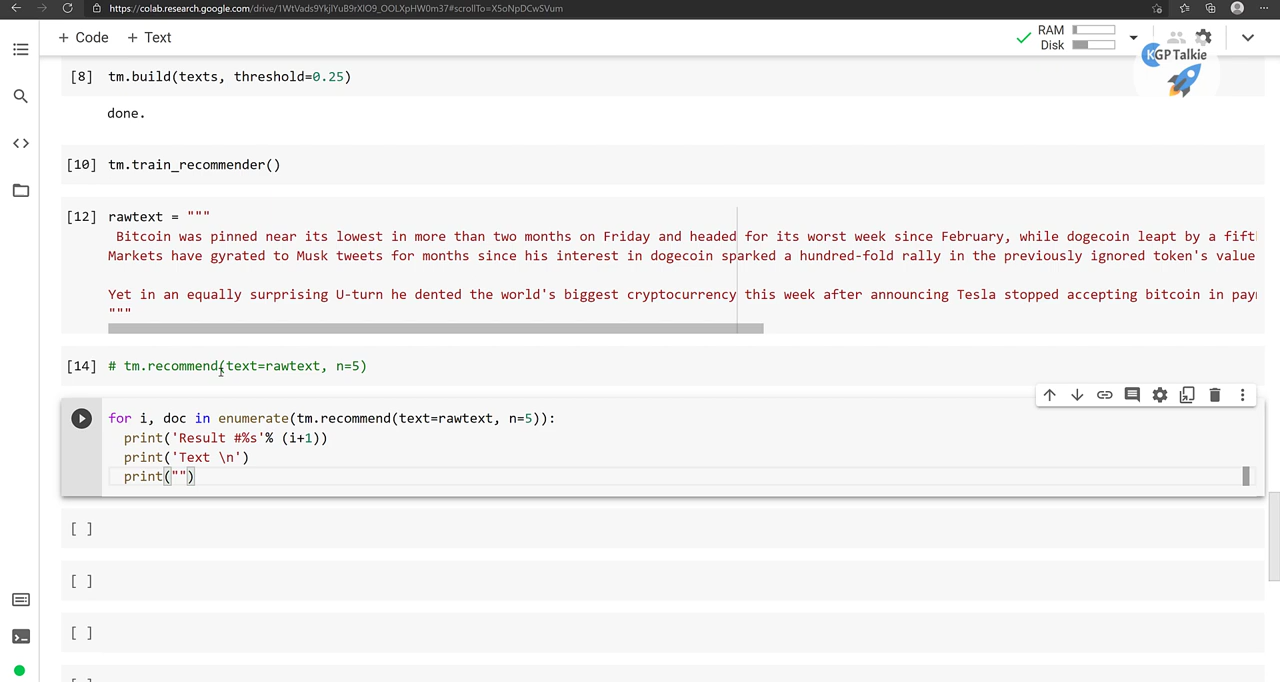 https://colab.research.google.com/drive/1WtVads9YkjlYuB9rXlO9_OOLXpHW0m37#scrollTo=XSoNpDCwSVum
+ Code + Text
RAM
Disk
KGPTalkie
[8] tm.build(texts, threshold=0.25)
done.
[10] tm.train_recommender()
[12] rawtext = """
Bitcoin was pinned near its lowest in more than two months on Friday and headed for its worst week since February, while dogecoin leapt by a fift
Markets have gyrated to Musk tweets for months since his interest in dogecoin sparked a hundred-fold rally in the previously ignored token's value
Yet in an equally surprising U-turn he dented the world's biggest cryptocurrency this week after announcing Tesla stopped accepting bitcoin in pay
"""
[14] # tm.recommend(text=rawtext, n=5)
for i, doc in enumerate(tm.recommend(text=rawtext, n=5)):
print('Result #%s'% (i+1))
print('Text \n')
print("")
[ ]
[ ]
[ ]